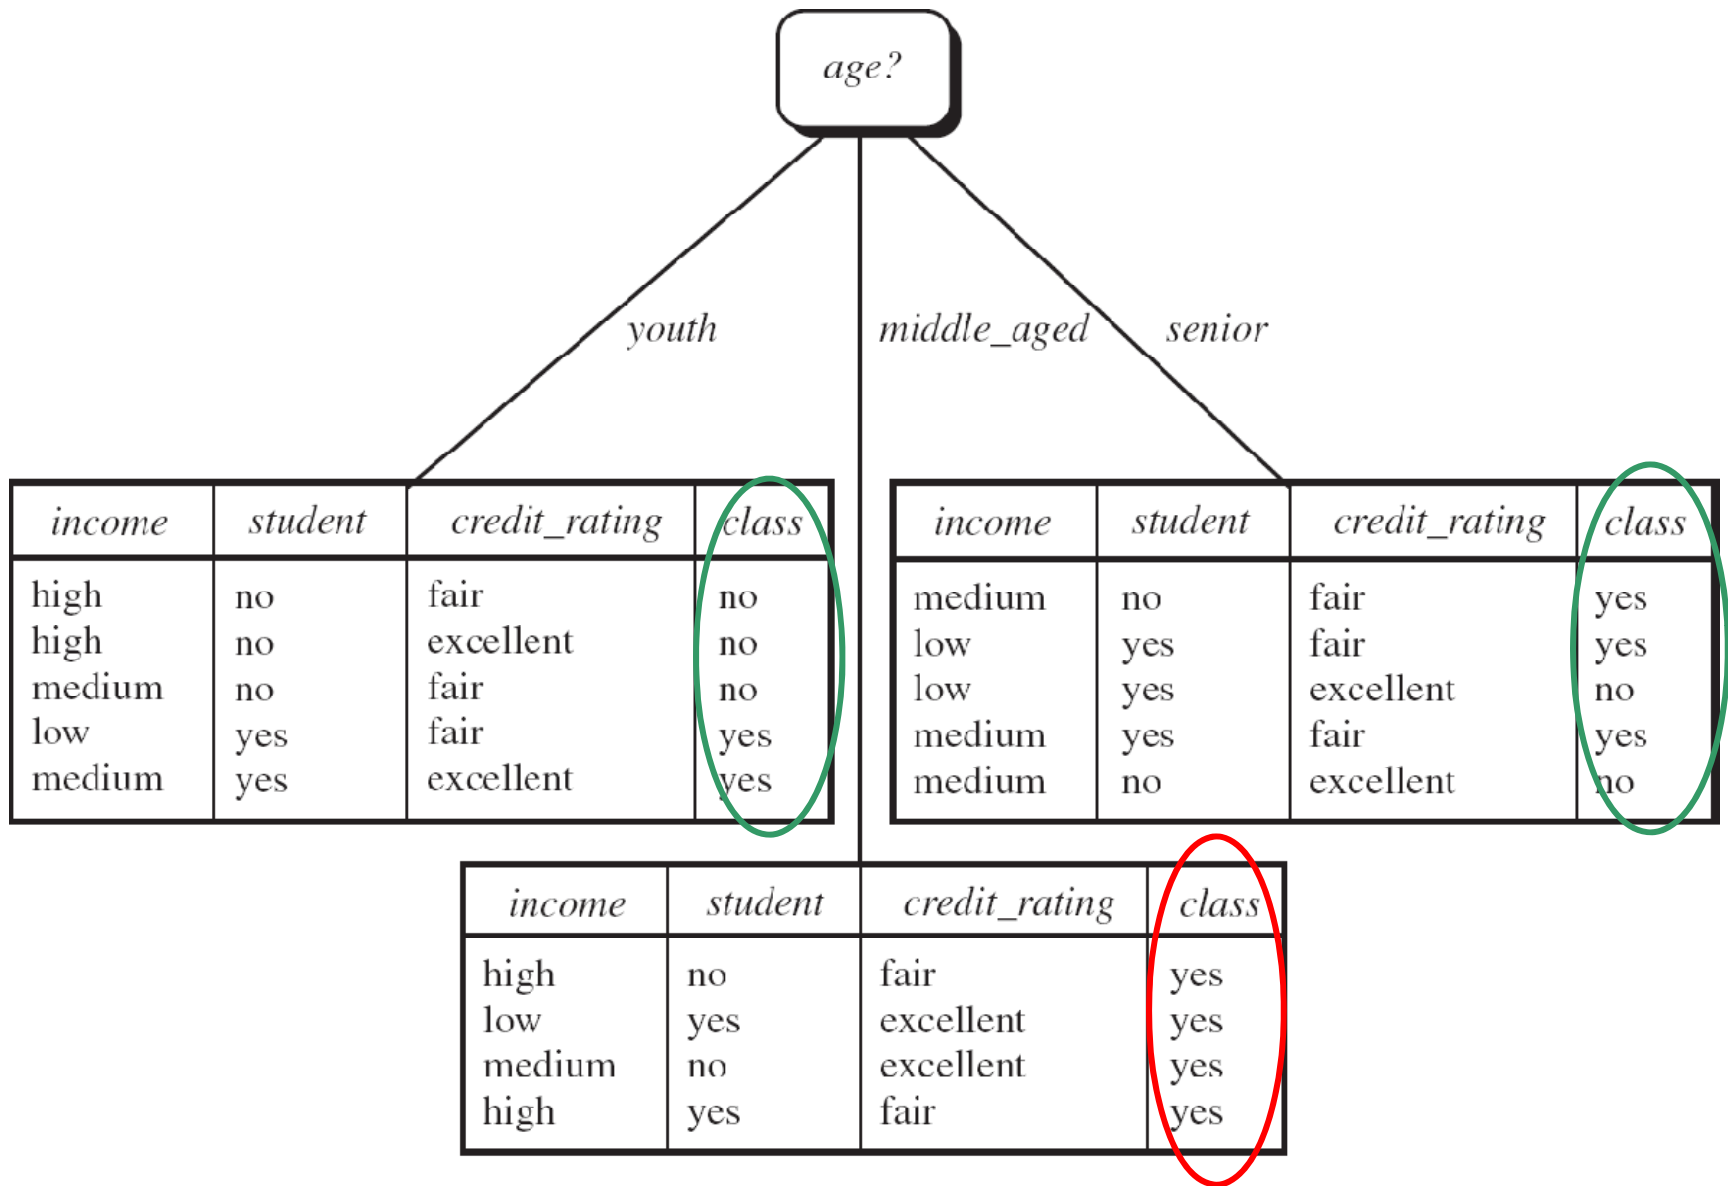 age?
youth middle_aged senior
income student credit_rating class
high no fair no
high no excellent no
medium no fair no
low yes fair yes
medium yes excellent yes
income student credit_rating class
medium no fair yes
low yes fair yes
low yes excellent no
medium yes fair yes
medium no excellent no
income student credit_rating class
high no fair yes
low yes excellent yes
medium no excellent yes
high yes fair yes